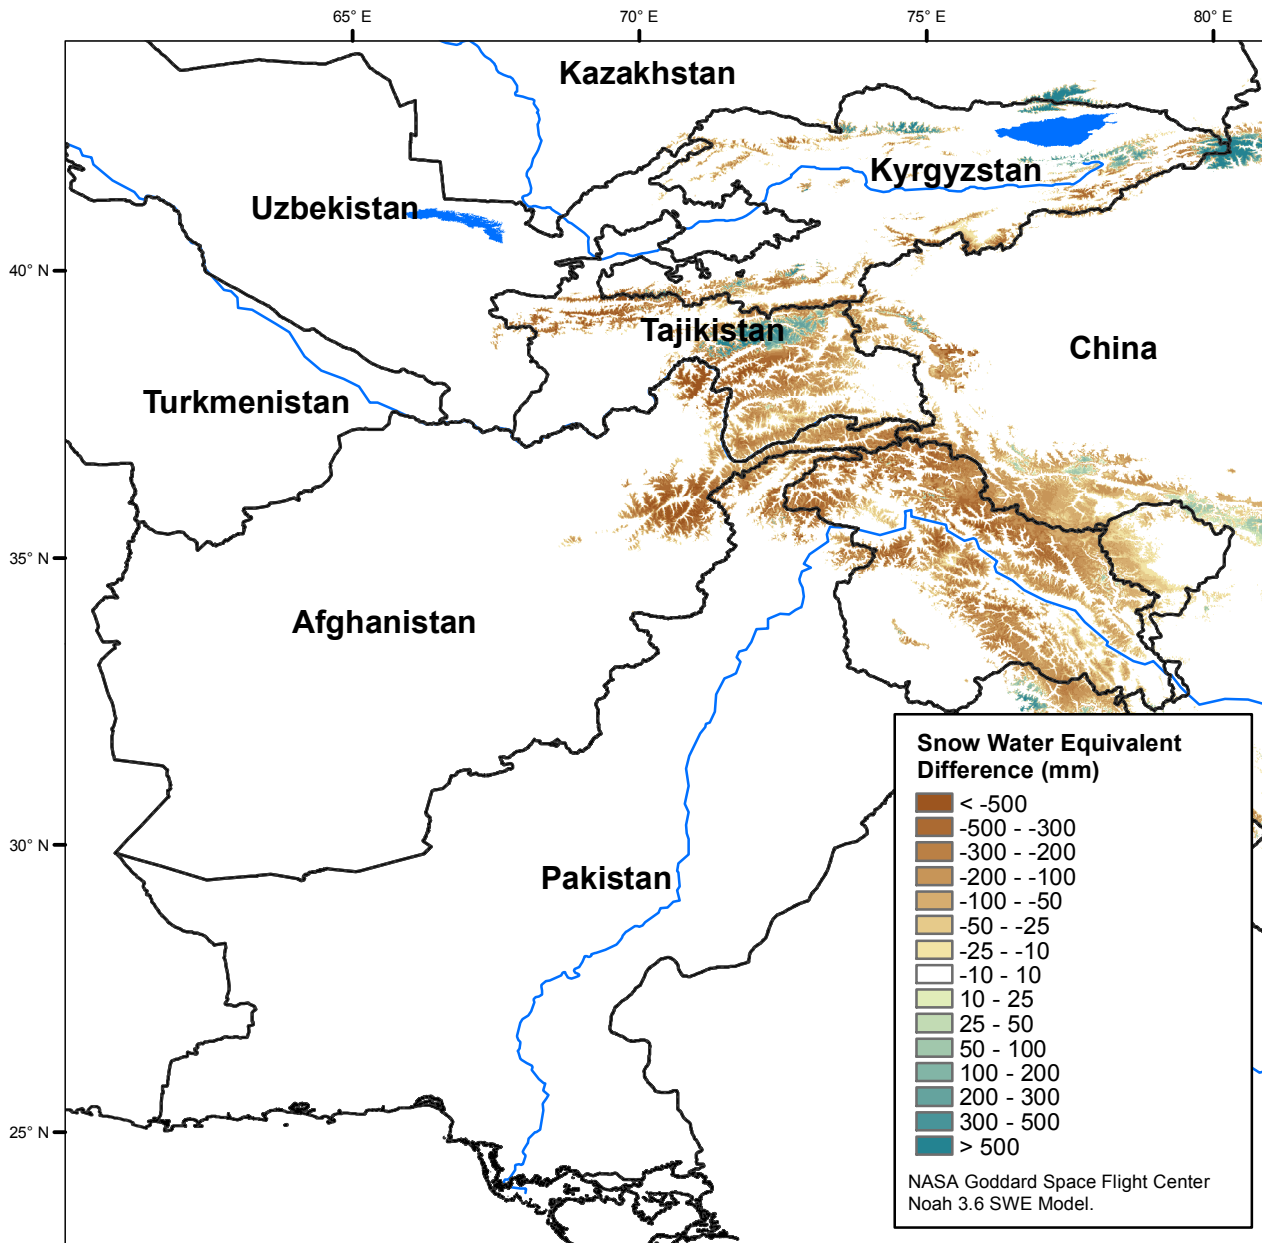 65° E
70° E
75° E
80° E
Kazakhstan
Kyrgyzstan
Uzbekistan
40° N
Tajikistan
China
Turkmenistan
35° N
Afghanistan
Snow Water Equivalent
Difference (mm)
< -500
-500 - -300
-300 - -200
-200 - -100
-100 - -50
-50 - -25
-25 - -10
-10 - 10
10 - 25
25 - 50
50 - 100
100 - 200
200 - 300
300 - 500
> 500
NASA Goddard Space Flight Center
Noah 3.6 SWE Model.
30° N
Pakistan
25° N